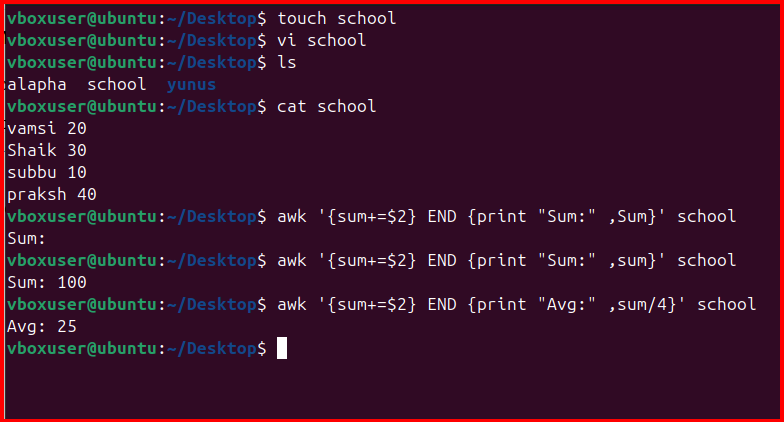 vboxuser@ubuntu:~/Desktop$ touch school
vboxuser@ubuntu:~/Desktop$ vi school
vboxuser@ubuntu:~/Desktop$ ls
alapha  school  yunus
vboxuser@ubuntu:~/Desktop$ cat school
vamsi 20
Shaik 30
subbu 10
praksh 40
vboxuser@ubuntu:~/Desktop$ awk '{sum+=$2} END {print "Sum:" ,Sum}' school
Sum:
vboxuser@ubuntu:~/Desktop$ awk '{sum+=$2} END {print "Sum:" ,sum}' school
Sum: 100
vboxuser@ubuntu:~/Desktop$ awk '{sum+=$2} END {print "Avg:" ,sum/4}' school
Avg: 25
vboxuser@ubuntu:~/Desktop$